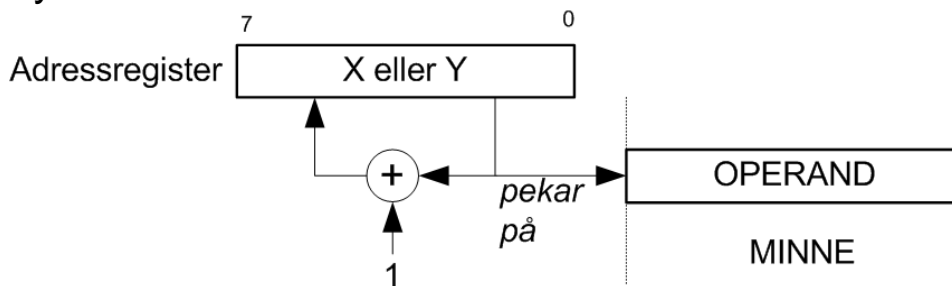 7 0
Adressregister X eller Y
+ pekar OPERAND
på
MINNE
1